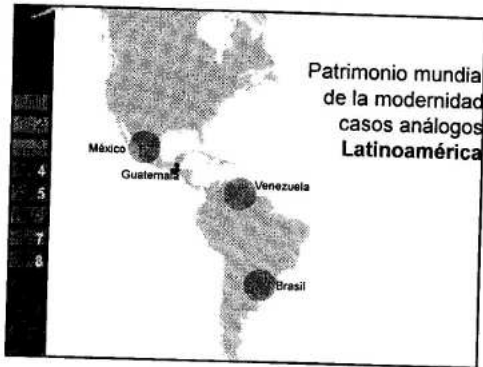 Patrimonio mundia
de la modernidad
casos análogos
Latinoamérica
México
Guatemala
Venezuela
Brasil
4
5
7
8